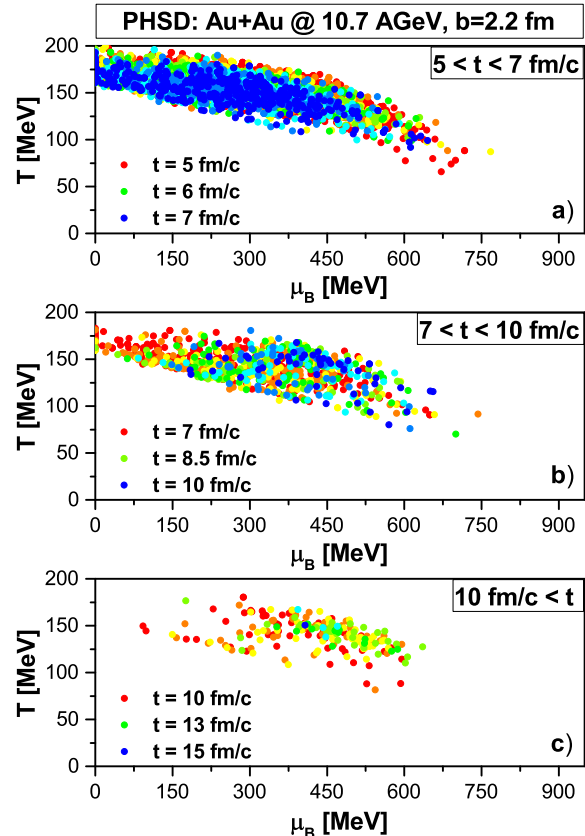 PHSD: Au+Au @ 10.7 AGeV, b=2.2 fm
5 < t < 7 fm/c
200
150
100
50
0
T [MeV]
t = 5 fm/c
t = 6 fm/c
t = 7 fm/c
a)
0 150 300 450 600 750 900
μB [MeV]
7 < t < 10 fm/c
200
150
100
50
0
T [MeV]
t = 7 fm/c
t = 8.5 fm/c
t = 10 fm/c
b)
0 150 300 450 600 750 900
μB [MeV]
10 fm/c < t
200
150
100
50
0
T [MeV]
t = 10 fm/c
t = 13 fm/c
t = 15 fm/c
c)
0 150 300 450 600 750 900
μB [MeV]